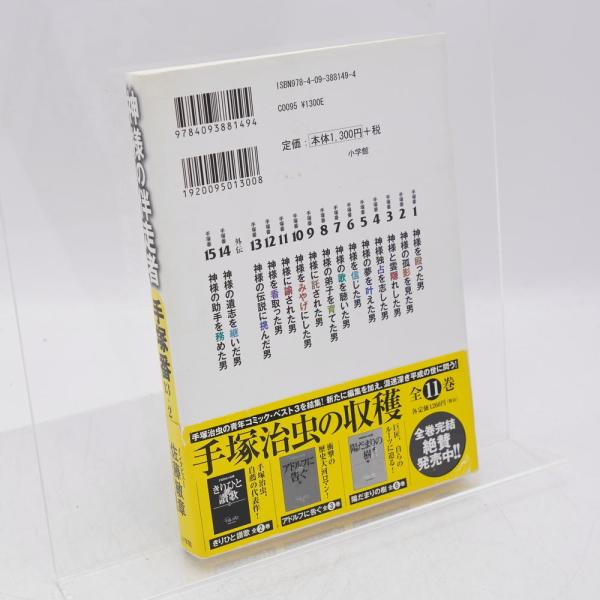 神様の伴走者
手塚番
13+2
佐藤敏章
ISBN978-4-09-388149-4
C0095 ¥1300E
定価：本体1,300円＋税
小学館
9784093881494
1920095013008
手塚番 1 神様を殴った男
手塚番 2 神様の孤影を見た男
手塚番 3 神様と雲隠れした男
手塚番 4 神様独占を志した男
手塚番 5 神様の夢を叶えた男
手塚番 6 神様を信じた男
手塚番 7 神様の歌を聴いた男
手塚番 8 神様の弟子を育てた男
手塚番 9 神様に託された男
手塚番 10 神様をみやげにした男
手塚番 11 神様に諭された男
手塚番 12 神様を看取った男
手塚番 13 神様の伝説に挑んだ男
外伝
手塚番 14 神様の遺志を継いだ男
手塚番 15 神様の助手を務めた男
手塚治虫の青年コミック・ベスト3を結集！新たに編集を加え、混迷深き平成の世に問う！
手塚治虫の収穫 全11巻
各定価1260円(税込)
全巻完結
絶賛
発売中!!
手塚治虫、
自薦の代表作！
きりひと讃歌
きりひと讃歌 全2巻
衝撃の
歴史大河ロマン！
アドルフに告ぐ
アドルフに告ぐ 全3巻
巨匠、自らの
ルーツに迫る！
陽だまりの樹
陽だまりの樹 全6巻